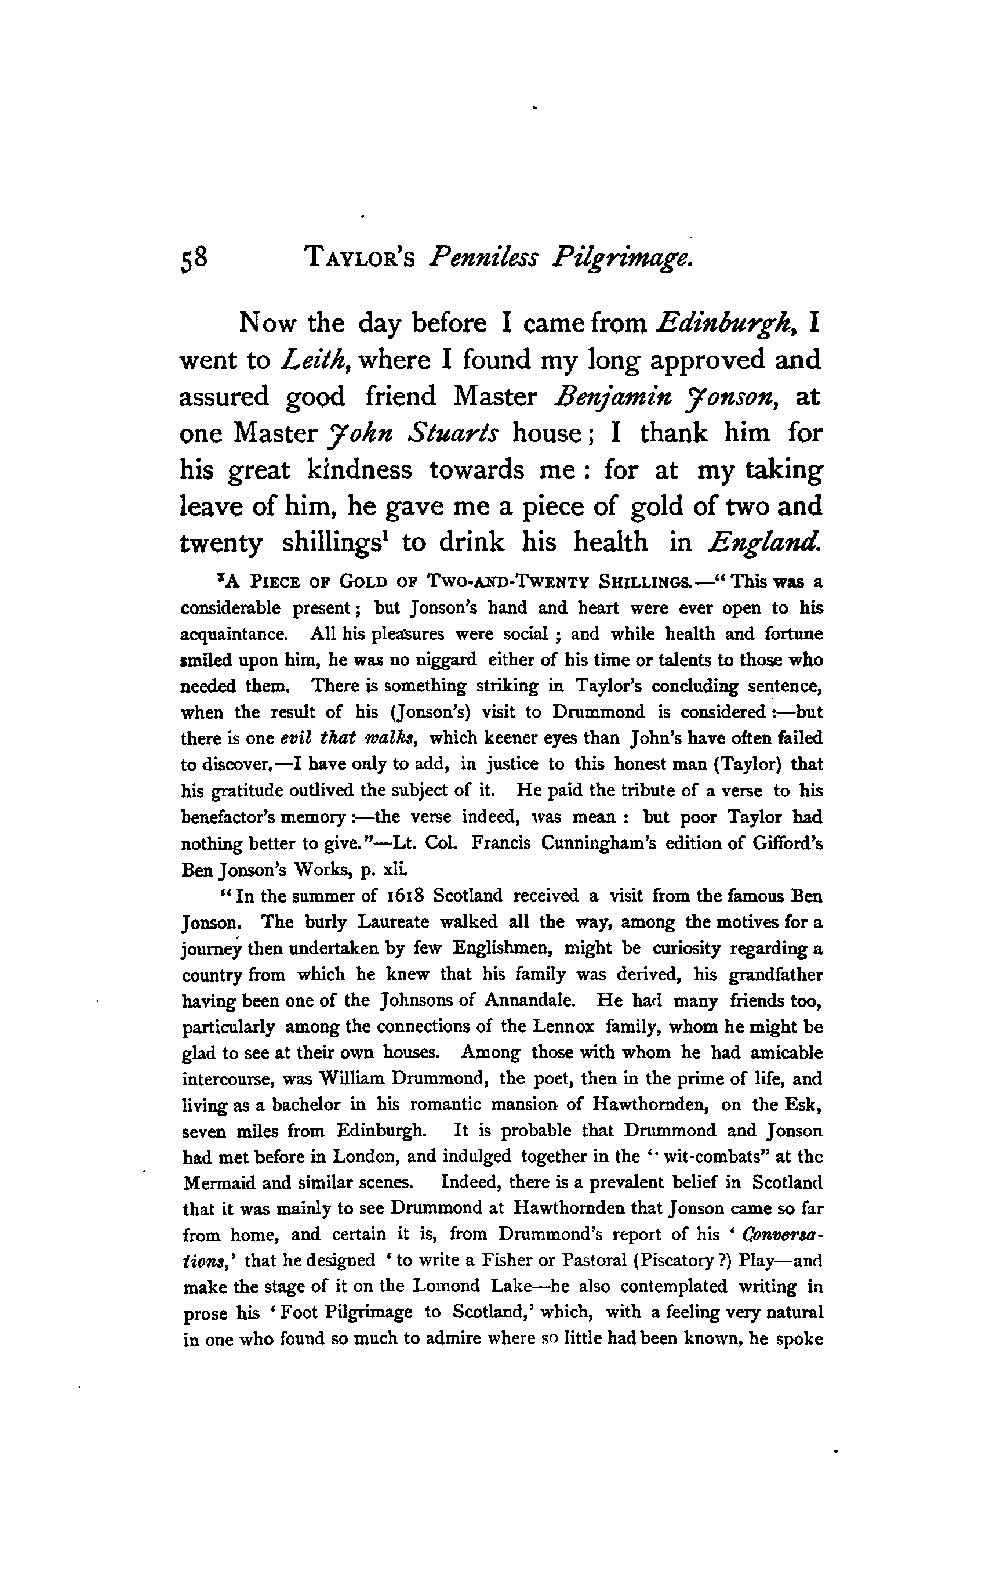 58 TAYLOR'S Penniless Pilgrimage.
Now the day before I came from Edinburgh, I
went to Leith, where I found my long approved and
assured good friend Master Benjamin Jonson, at
one Master John Stuarts house; I thank him for
his great kindness towards me : for at my taking
leave of him, he gave me a piece of gold of two and
twenty shillings¹ to drink his health in England.
¹A PIECE OF GOLD OF TWO-AND-TWENTY SHILLINGS.—“This was a
considerable present; but Jonson's hand and heart were ever open to his
acquaintance. All his pleasures were social; and while health and fortune
smiled upon him, he was no niggard either of his time or talents to those who
needed them. There is something striking in Taylor's concluding sentence,
when the result of his (Jonson's) visit to Drummond is considered :—but
there is one evil that walks, which keener eyes than John's have often failed
to discover.—I have only to add, in justice to this honest man (Taylor) that
his gratitude outlived the subject of it. He paid the tribute of a verse to his
benefactor's memory :—the verse indeed, was mean : but poor Taylor had
nothing better to give.”—Lt. Col. Francis Cunningham's edition of Gifford's
Ben Jonson's Works, p. xli.
“In the summer of 1618 Scotland received a visit from the famous Ben
Jonson. The burly Laureate walked all the way, among the motives for a
journey then undertaken by few Englishmen, might be curiosity regarding a
country from which he knew that his family was derived, his grandfather
having been one of the Johnsons of Annandale. He had many friends too,
particularly among the connections of the Lennox family, whom he might be
glad to see at their own houses. Among those with whom he had amicable
intercourse, was William Drummond, the poet, then in the prime of life, and
living as a bachelor in his romantic mansion of Hawthornden, on the Esk,
seven miles from Edinburgh. It is probable that Drummond and Jonson
had met before in London, and indulged together in the “wit-combats” at the
Mermaid and similar scenes. Indeed, there is a prevalent belief in Scotland
that it was mainly to see Drummond at Hawthornden that Jonson came so far
from home, and certain it is, from Drummond's report of his ‘Conversa-
tions,’ that he designed ‘to write a Fisher or Pastoral (Piscatory?) Play—and
make the stage of it on the Lomond Lake—he also contemplated writing in
prose his ‘Foot Pilgrimage to Scotland,’ which, with a feeling very natural
in one who found so much to admire where so little had been known, he spoke